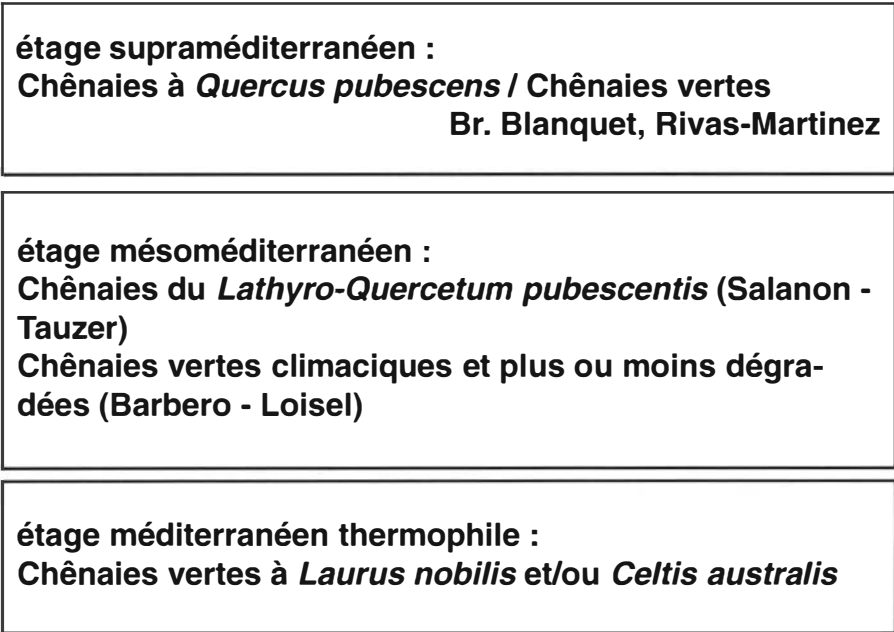 étage supraméditerranéen :
Chênaies à Quercus pubescens / Chênaies vertes
Br. Blanquet, Rivas-Martinez
étage mésoméditerranéen :
Chênaies du Lathyro-Quercetum pubescentis (Salanon -
Tauzer)
Chênaies vertes climaciques et plus ou moins dégra-
dées (Barbero - Loisel)
étage méditerranéen thermophile :
Chênaies vertes à Laurus nobilis et/ou Celtis australis